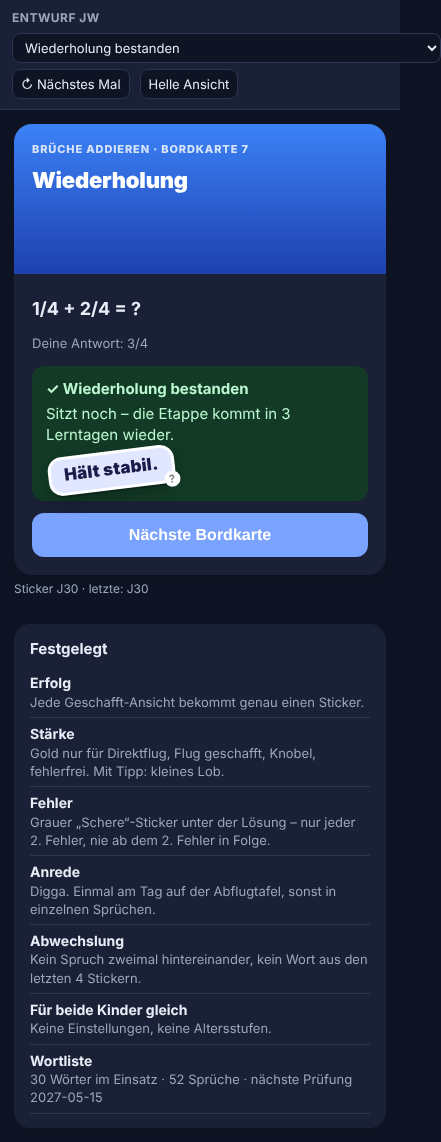 ENTWURF JW
Wiederholung bestanden
↻ Nächstes Mal
Helle Ansicht
BRÜCHE ADDIEREN · BORDKARTE 7
Wiederholung
1/4 + 2/4 = ?
Deine Antwort: 3/4
✓ Wiederholung bestanden
Sitzt noch – die Etappe kommt in 3
Lerntagen wieder.
Hält stabil.
?
Nächste Bordkarte
Sticker J30 · letzte: J30
Festgelegt
Erfolg
Jede Geschafft-Ansicht bekommt genau einen Sticker.
Stärke
Gold nur für Direktflug, Flug geschafft, Knobel,
fehlerfrei. Mit Tipp: kleines Lob.
Fehler
Grauer „Schere“-Sticker unter der Lösung – nur jeder
2. Fehler, nie ab dem 2. Fehler in Folge.
Anrede
Digga. Einmal am Tag auf der Abflugtafel, sonst in
einzelnen Sprüchen.
Abwechslung
Kein Spruch zweimal hintereinander, kein Wort aus den
letzten 4 Stickern.
Für beide Kinder gleich
Keine Einstellungen, keine Altersstufen.
Wortliste
30 Wörter im Einsatz · 52 Sprüche · nächste Prüfung
2027-05-15